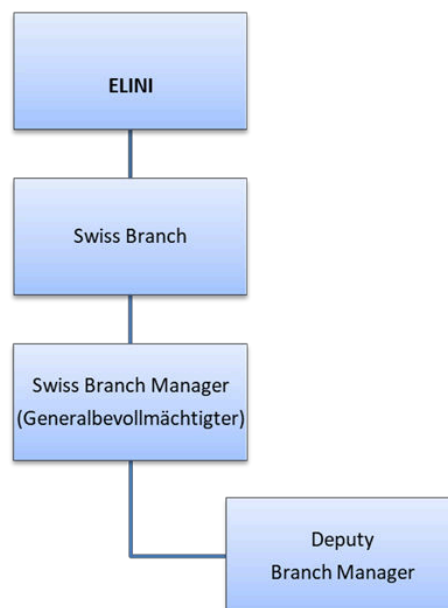 ELINI
Swiss Branch
Swiss Branch Manager
(Generalbevollmächtigter)
Deputy
Branch Manager